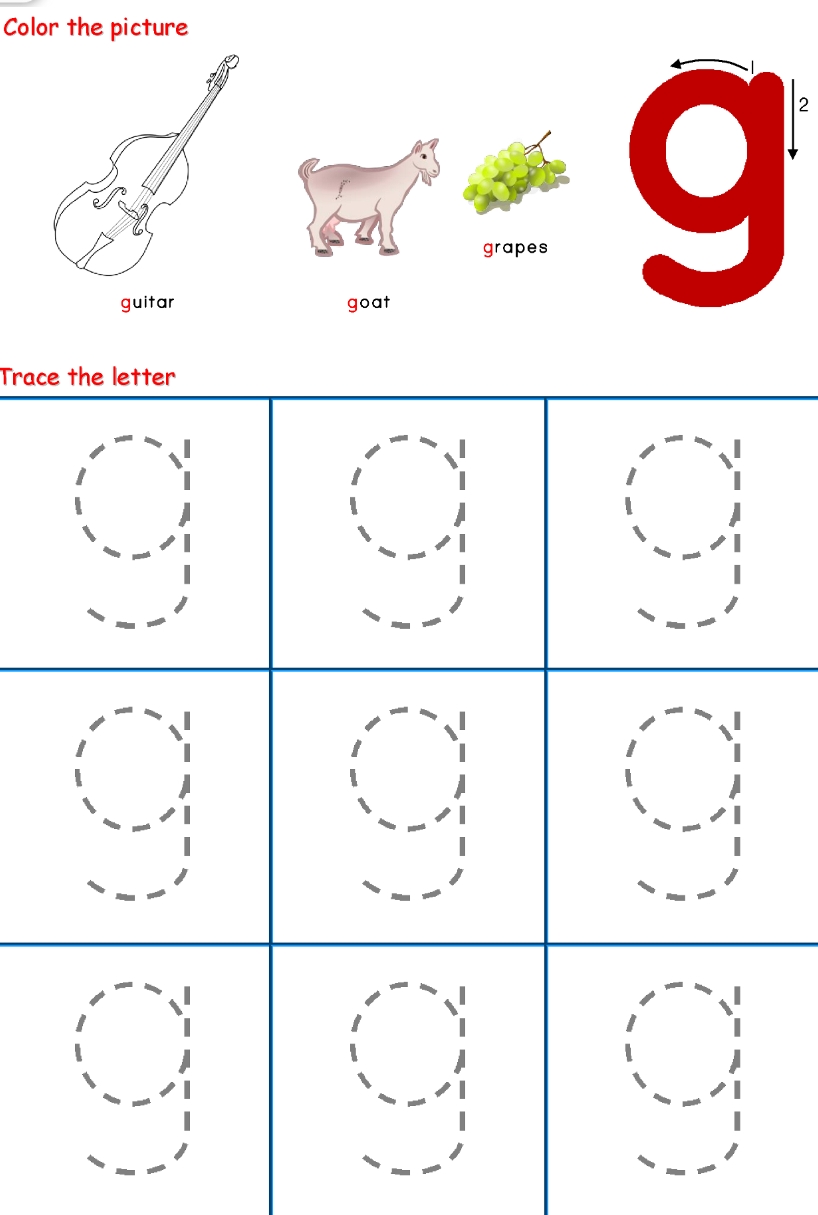 Color the picture
1
2
grapes
guitar
goat
g
Trace the letter
g g g
g g g
g g g